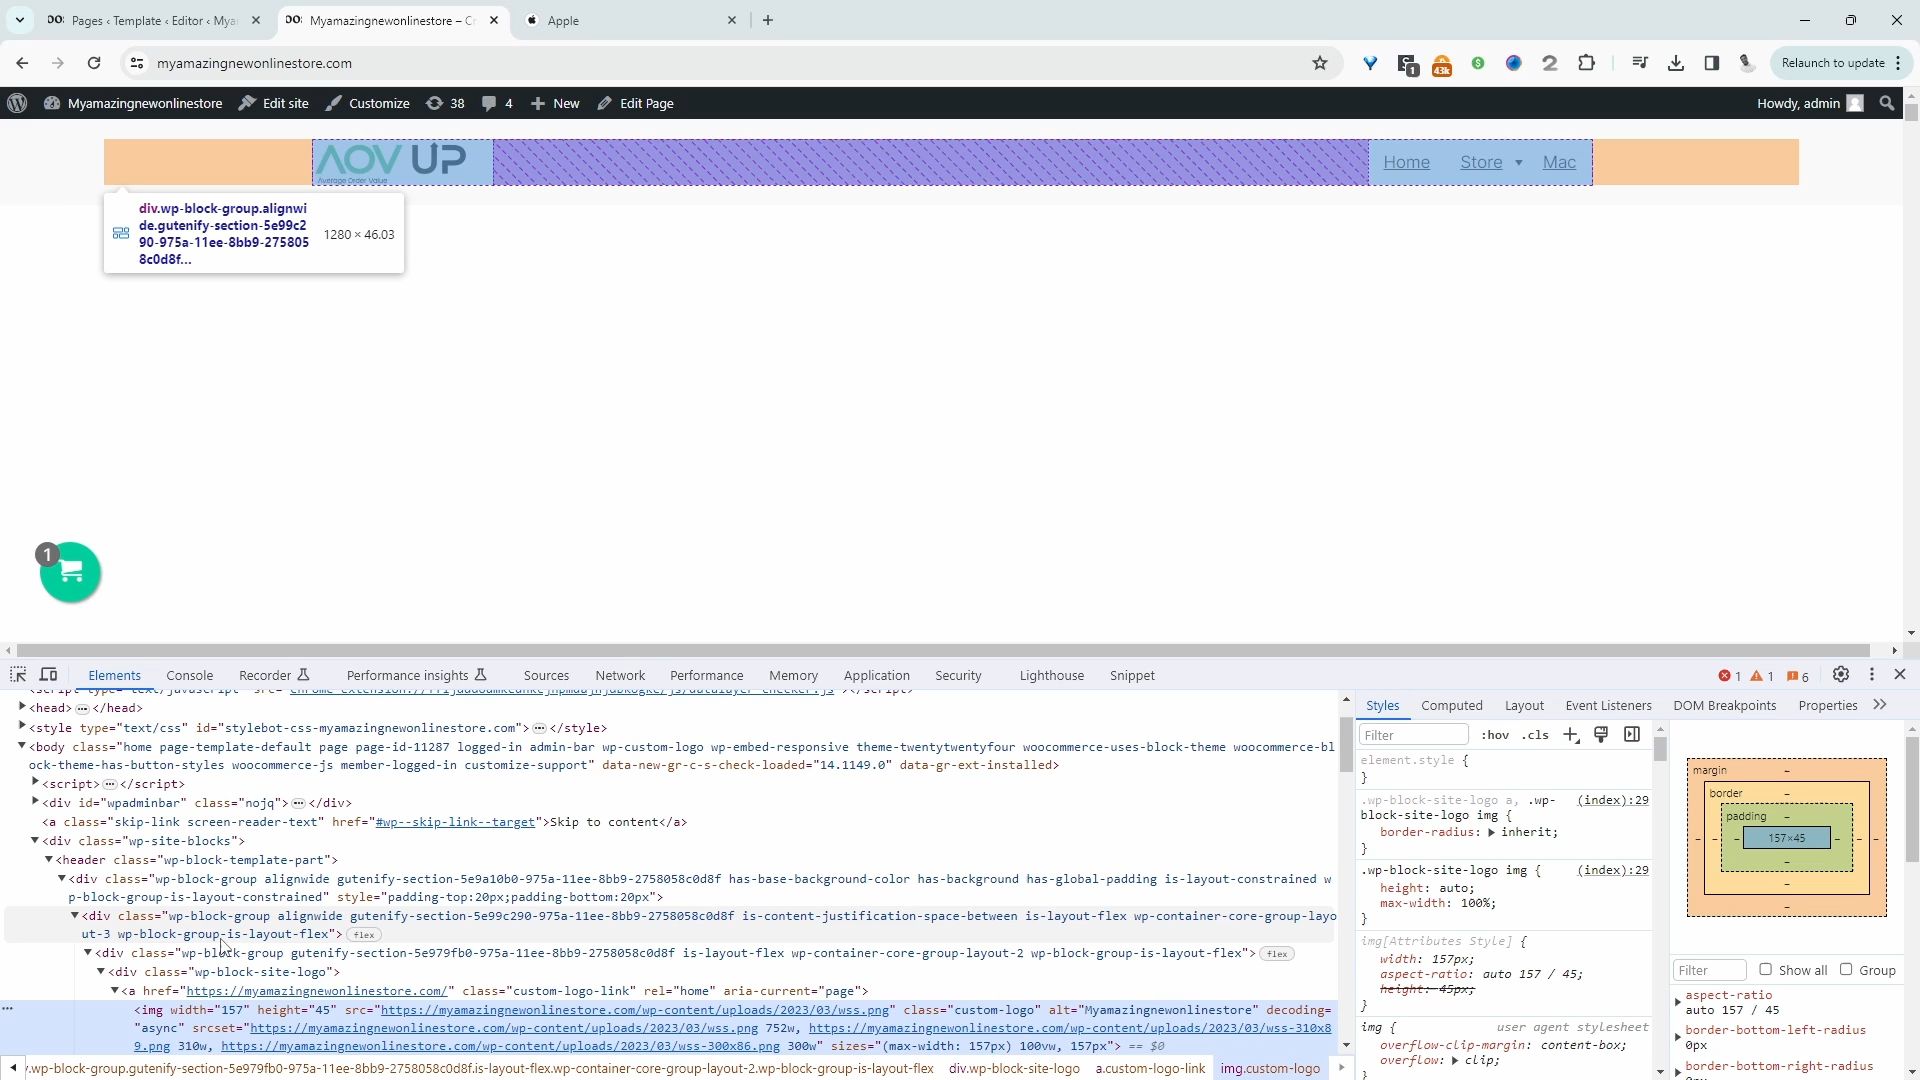 Pages ‹ Template ‹ Editor ‹ Mya
Myamazingnewonlinestore – C
Apple
myamazingnewonlinestore.com
1
43k
Relaunch to update
Myamazingnewonlinestore
Edit site
Customize
38
4
New
Edit Page
Howdy, admin
AOV UP
Average Order Value
Home
Store
Mac
div.wp-block-group.alignwi
de.gutenify-section-5e99c2
90-975a-11ee-8bb9-275805
8c0d8f...
1280 × 46.03
1
Elements
Console
Recorder
Performance insights
Sources
Network
Performance
Memory
Application
Security
Lighthouse
Snippet
1
1
6
<head> </head>
<style type="text/css" id="stylebot-css-myamazingnewonlinestore.com"> </style>
<body class="home page-template-default page page-id-11287 logged-in admin-bar wp-custom-logo wp-embed-responsive theme-twentytwentyfour woocommerce-uses-block-theme woocommerce-bl
ock-theme-has-button-styles woocommerce-js member-logged-in customize-support" data-new-gr-c-s-check-loaded="14.1149.0" data-gr-ext-installed>
<script> </script>
<div id="wpadminbar" class="nojq"> </div>
<a class="skip-link screen-reader-text" href="#wp--skip-link--target">Skip to content</a>
<div class="wp-site-blocks">
<header class="wp-block-template-part">
<div class="wp-block-group alignwide gutenify-section-5e9a10b0-975a-11ee-8bb9-2758058c0d8f has-base-background-color has-background has-global-padding is-layout-constrained w
p-block-group-is-layout-constrained" style="padding-top:20px;padding-bottom:20px">
<div class="wp-block-group alignwide gutenify-section-5e99c290-975a-11ee-8bb9-2758058c0d8f is-content-justification-space-between is-layout-flex wp-container-core-group-layo
ut-3 wp-block-group-is-layout-flex"> flex
<div class="wp-block-group gutenify-section-5e979fb0-975a-11ee-8bb9-2758058c0d8f is-layout-flex wp-container-core-group-layout-2 wp-block-group-is-layout-flex"> flex
<div class="wp-block-site-logo">
<a href="https://myamazingnewonlinestore.com/" class="custom-logo-link" rel="home" aria-current="page">
<img width="157" height="45" src="https://myamazingnewonlinestore.com/wp-content/uploads/2023/03/wss.png" class="custom-logo" alt="Myamazingnewonlinestore" decoding=
"async" srcset="https://myamazingnewonlinestore.com/wp-content/uploads/2023/03/wss.png 752w, https://myamazingnewonlinestore.com/wp-content/uploads/2023/03/wss-310x8
9.png 310w, https://myamazingnewonlinestore.com/wp-content/uploads/2023/03/wss-300x86.png 300w" sizes="(max-width: 157px) 100vw, 157px"> == $0
.wp-block-group.gutenify-section-5e979fb0-975a-11ee-8bb9-2758058c0d8f.is-layout-flex.wp-container-core-group-layout-2.wp-block-group-is-layout-flex
div.wp-block-site-logo
a.custom-logo-link
img.custom-logo
Styles
Computed
Layout
Event Listeners
DOM Breakpoints
Properties
Filter
:hov
.cls
element.style {
}
.wp-block-site-logo a, .wp- (index):29
block-site-logo img {
border-radius: inherit;
}
.wp-block-site-logo img { (index):29
height: auto;
max-width: 100%;
}
img[Attributes Style] {
width: 157px;
aspect-ratio: auto 157 / 45;
height: 45px;
}
img { user agent stylesheet
overflow-clip-margin: content-box;
overflow: clip;
}
margin
border
padding
157×45
Filter
Show all
Group
aspect-ratio
auto 157 / 45
border-bottom-left-radius
0px
border-bottom-right-radius